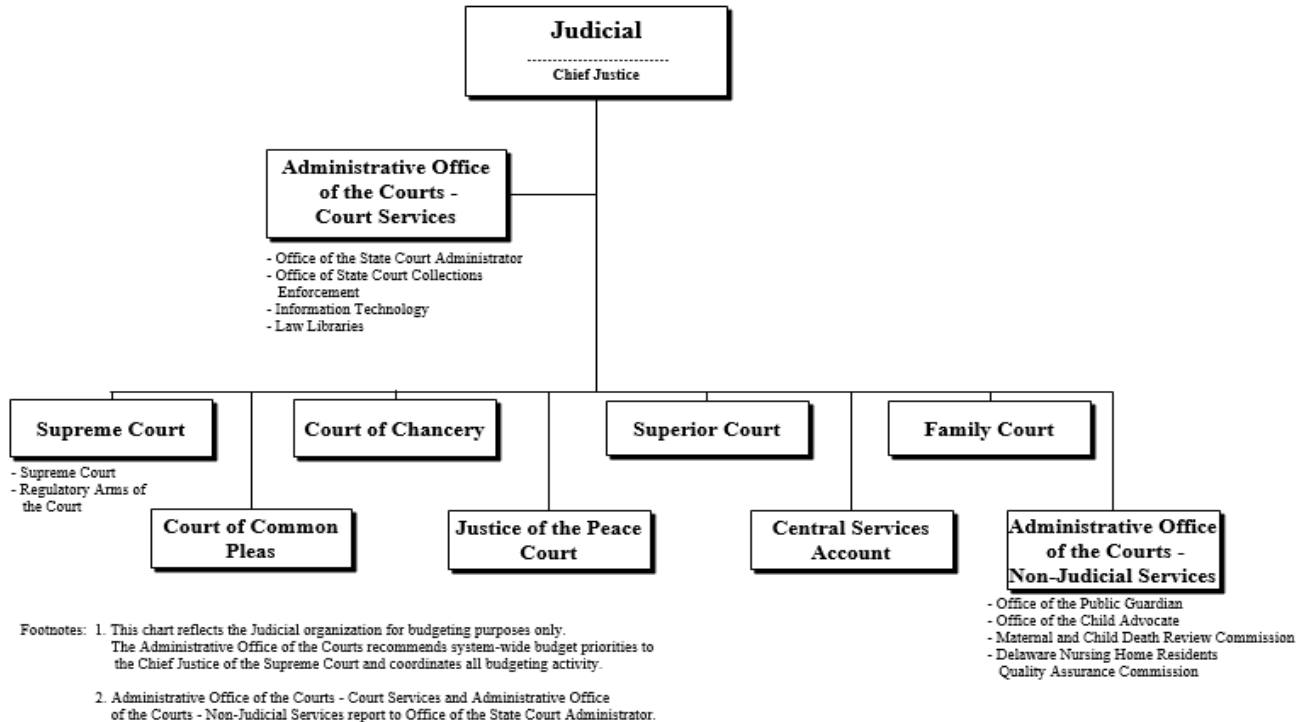 Judicial
Chief Justice
Administrative Office
of the Courts -
Court Services
- Office of the State Court Administrator
- Office of State Court Collections
Enforcement
- Information Technology
- Law Libraries
Supreme Court
- Supreme Court
- Regulatory Arms of
the Court
Court of Chancery
Superior Court
Family Court
Court of Common
Pleas
Justice of the Peace
Court
Central Services
Account
Administrative Office
of the Courts -
Non-Judicial Services
- Office of the Public Guardian
- Office of the Child Advocate
- Maternal and Child Death Review Commission
- Delaware Nursing Home Residents
Quality Assurance Commission
Footnotes: 1. This chart reflects the Judicial organization for budgeting purposes only.
The Administrative Office of the Courts recommends system-wide budget priorities to
the Chief Justice of the Supreme Court and coordinates all budgeting activity.
2. Administrative Office of the Courts - Court Services and Administrative Office
of the Courts - Non-Judicial Services report to Office of the State Court Administrator.